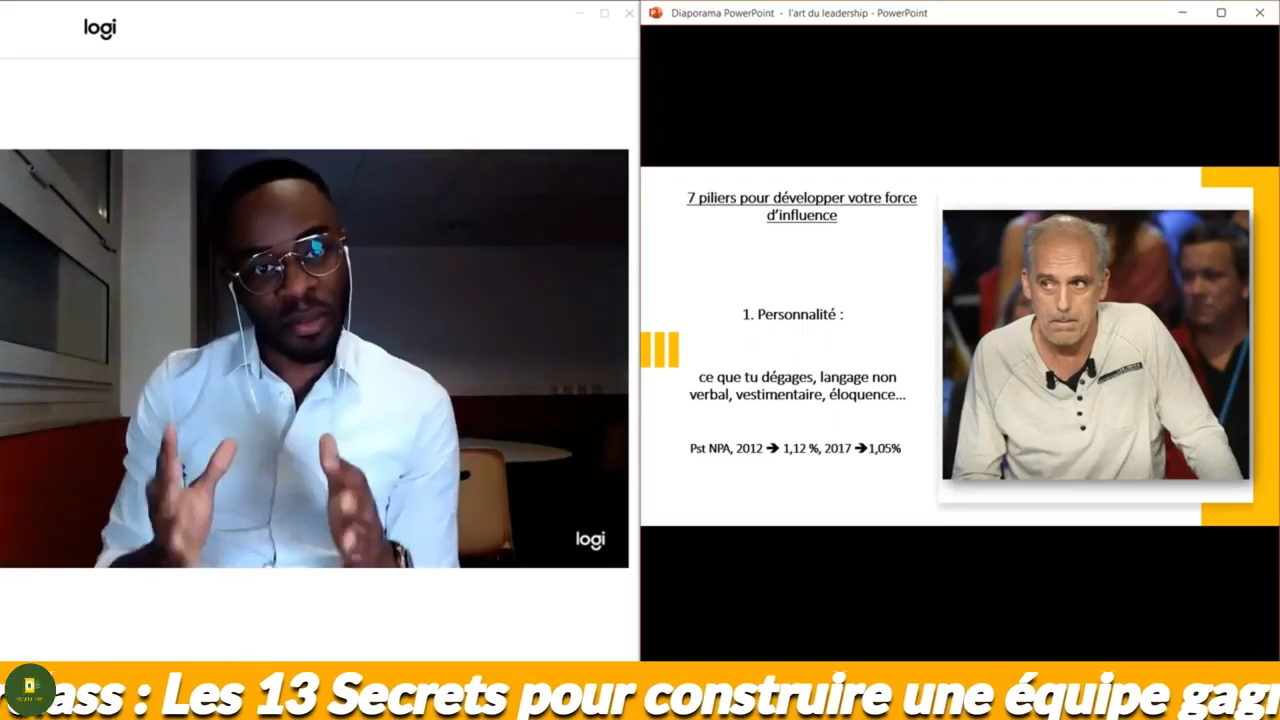 logi
Diaporama PowerPoint - l'art du leadership - PowerPoint
7 piliers pour développer votre force
d'influence
1. Personnalité :
ce que tu dégages, langage non
verbal, vestimentaire, éloquence...
Pst NPA, 2012 ➔ 1,12 %, 2017 ➔1,05%
logi
ass : Les 13 Secrets pour construire une équipe gag